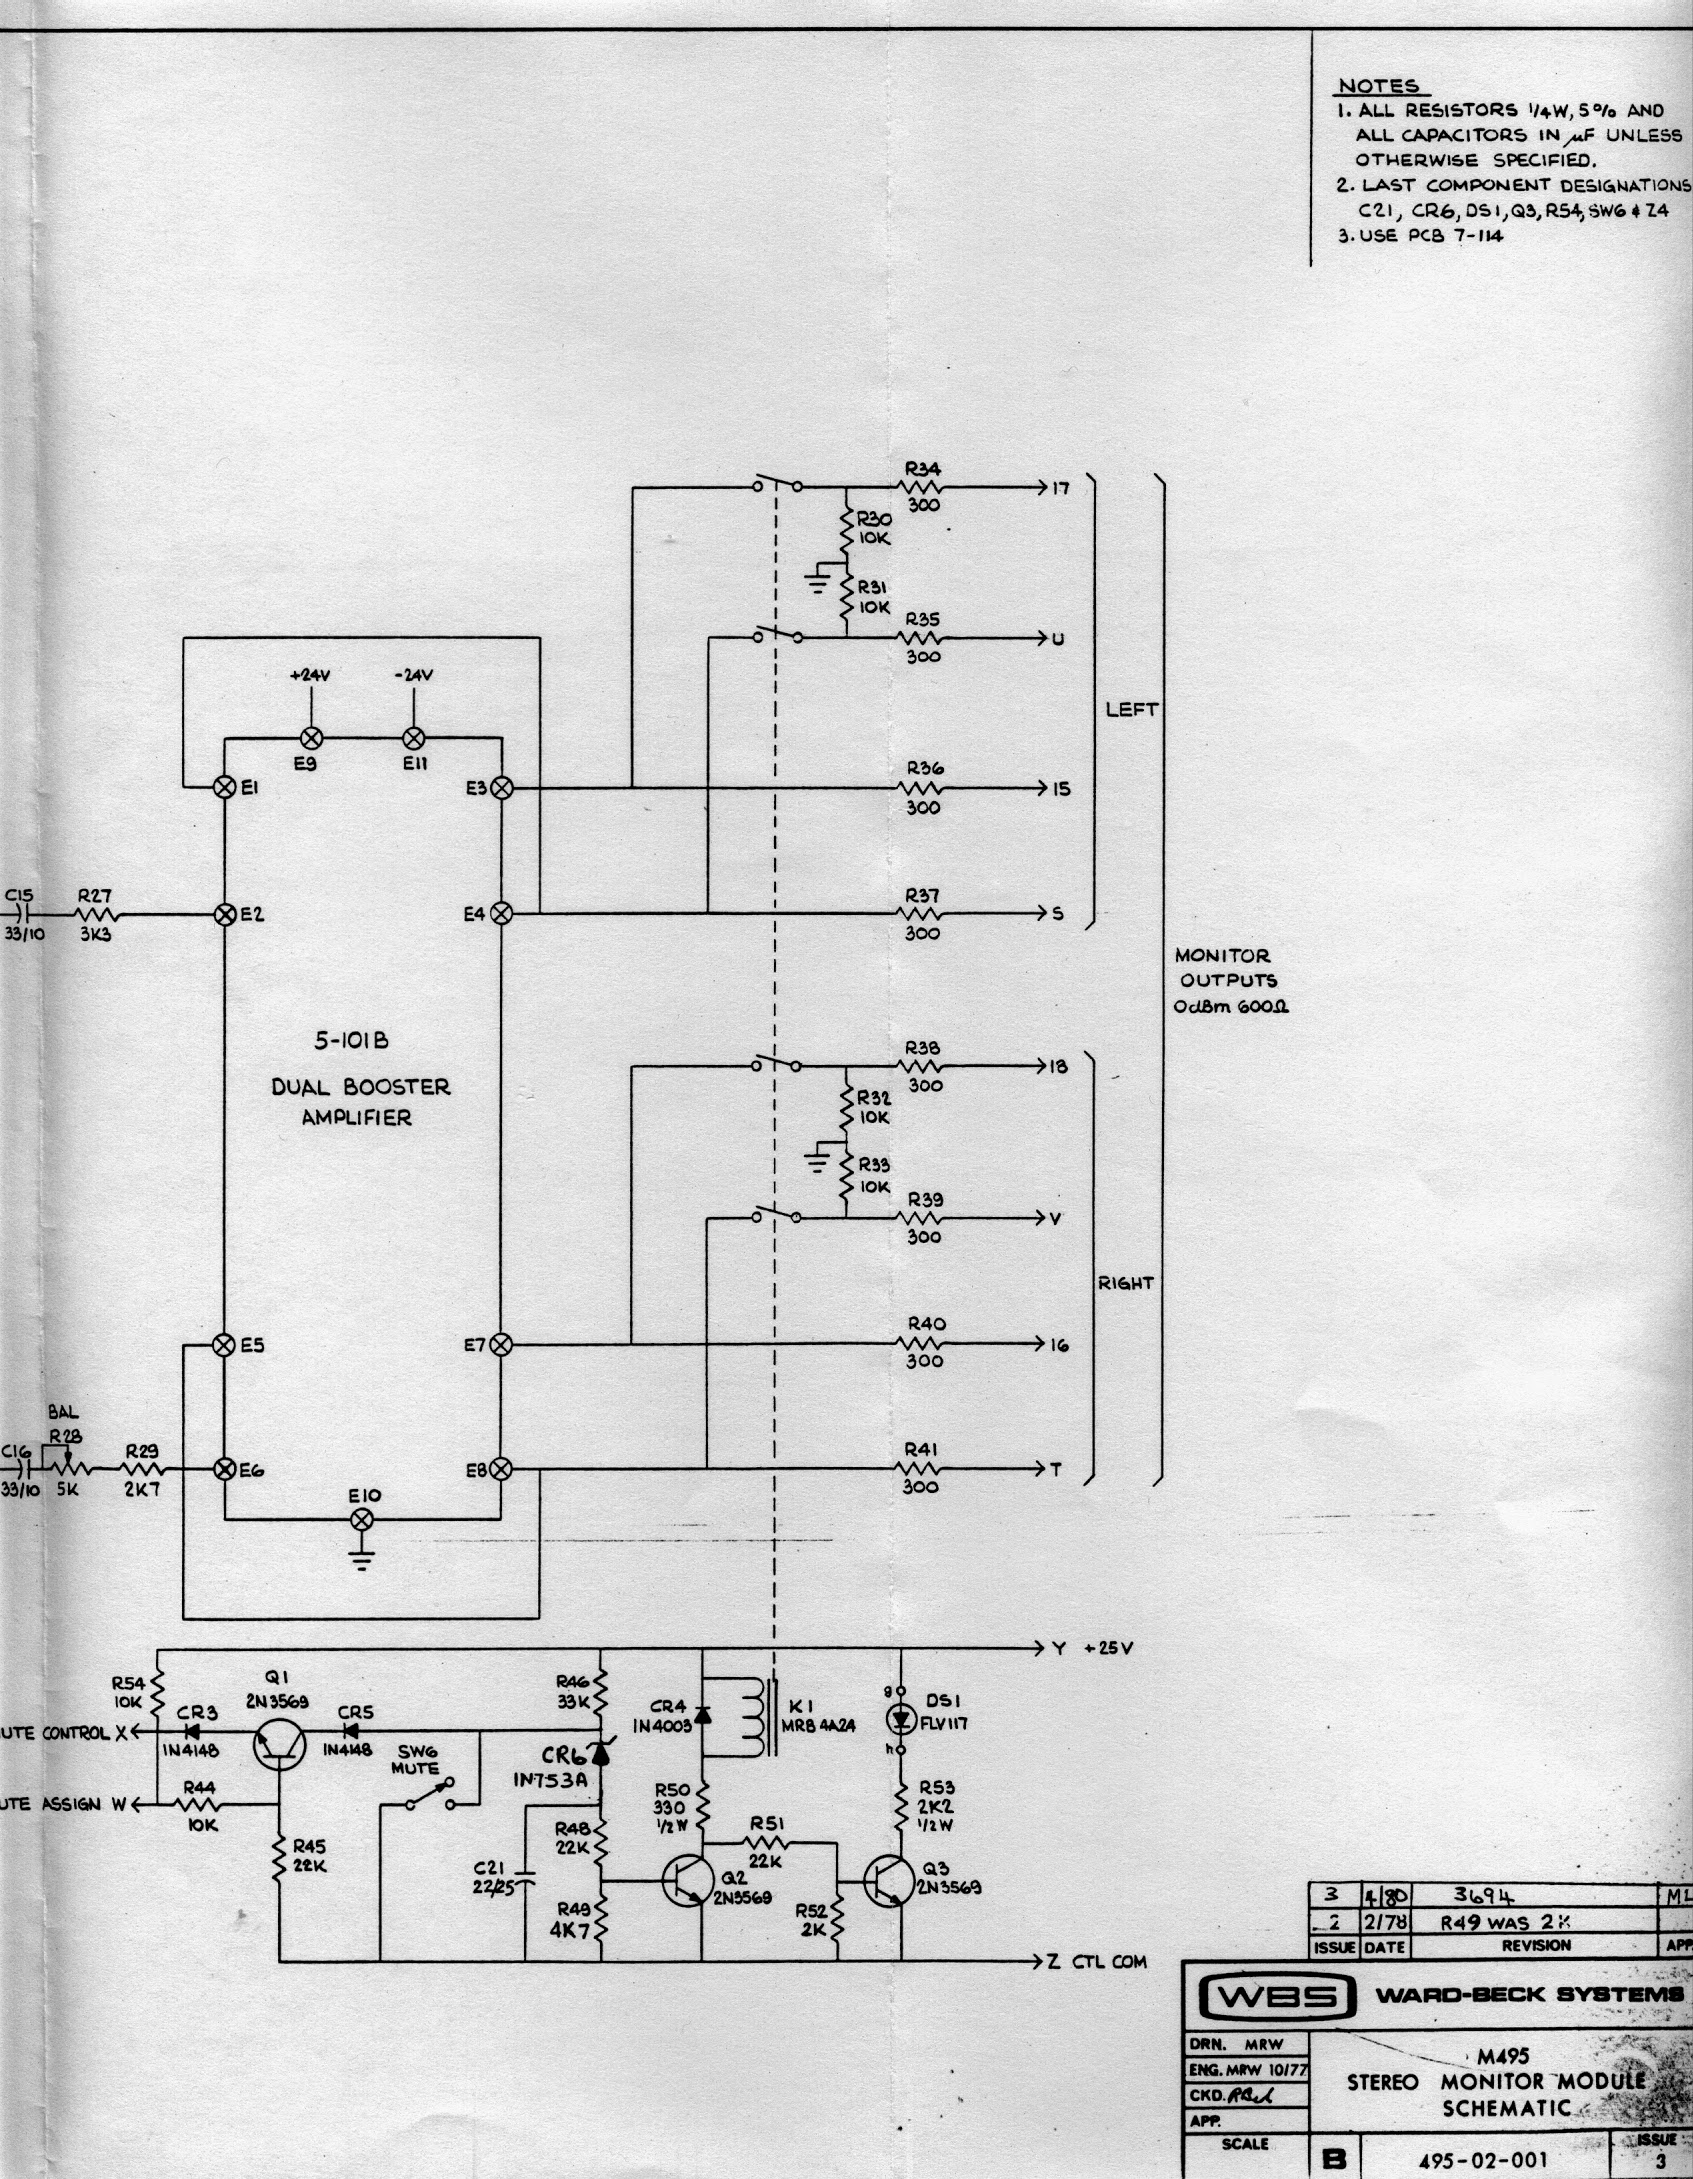 NOTES
1. ALL RESISTORS 1/4W, 5% AND
ALL CAPACITORS IN µF UNLESS
OTHERWISE SPECIFIED.
2. LAST COMPONENT DESIGNATIONS
C21, CR6, DS1, Q3, R54, SW6 & Z4
3. USE PCB 7-114
R34
300
17
R30
10K
R31
10K
R35
300
U
LEFT
+24V
-24V
E9
E11
E1
E3
R36
300
15
C15
33/10
R27
3K3
E2
E4
R37
300
S
MONITOR
OUTPUTS
0dBm 600Ω
5-101B
DUAL BOOSTER
AMPLIFIER
R38
300
18
R32
10K
R33
10K
R39
300
V
RIGHT
E5
E7
R40
300
16
BAL
R28
5K
C16
33/10
R29
2K7
E6
E8
R41
300
T
E10
Y +25V
R54
10K
Q1
2N3569
CR3
1N4148
CR5
1N4148
R46
33K
CR4
1N4003
K1
MRB 4A24
g
DS1
FLV117
h
UTE CONTROL X
SW6
MUTE
CR6
1N753A
UTE ASSIGN W
R44
10K
R50
330
1/2W
R53
2K2
1/2W
R45
22K
R48
22K
R51
22K
C21
22/25
Q2
2N3569
Q3
2N3569
R49
4K7
R52
2K
Z CTL COM
3 4/80 3694 ML
2 2/78 R49 WAS 2K
ISSUE DATE REVISION APP.
WBS WARD-BECK SYSTEMS
DRN. MRW
ENG. MRW 10/77
CKD.
APP.
SCALE
M495
STEREO MONITOR MODULE
SCHEMATIC
B 495-02-001
ISSUE
3